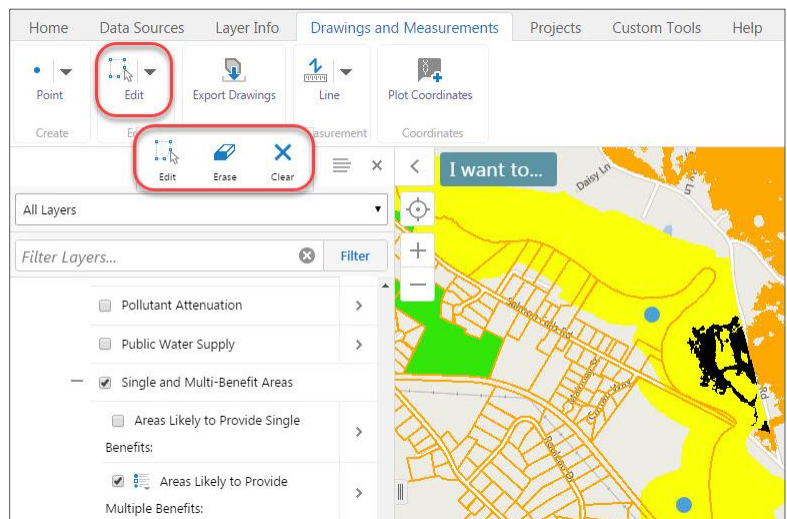 Home Data Sources Layer Info Drawings and Measurements Projects Custom Tools Help
Point Edit Export Drawings Line Plot Coordinates
Create Measurement Coordinates
Edit Erase Clear
I want to...
All Layers
Filter Layers... Filter
Pollutant Attenuation
Public Water Supply
Single and Multi-Benefit Areas
Areas Likely to Provide Single
Benefits:
Areas Likely to Provide
Multiple Benefits:
Daisy Ln
Salmon Falls Rd
Rd